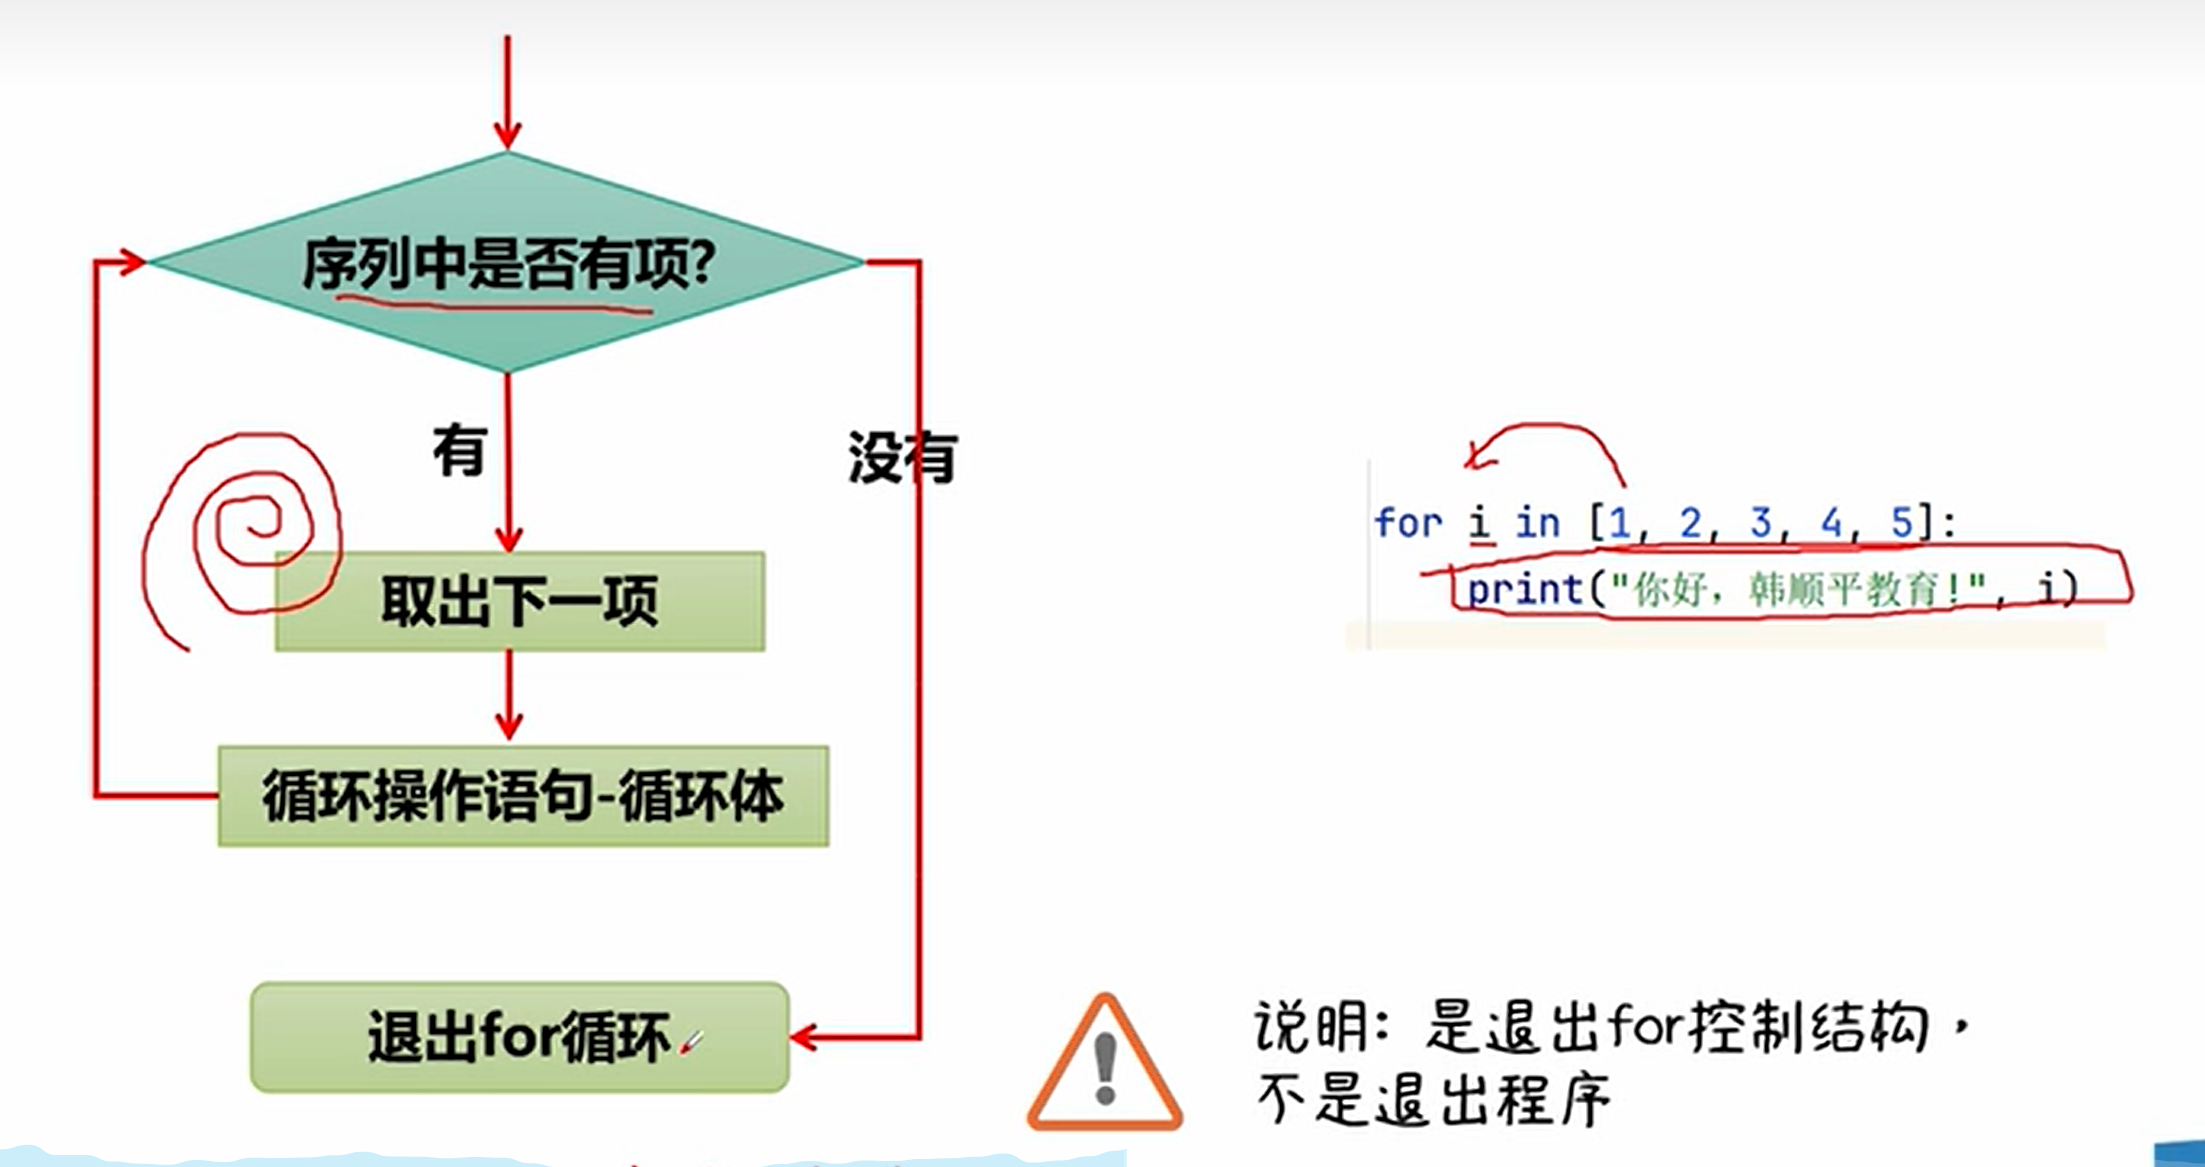 序列中是否有项?
有
没有
取出下一项
循环操作语句-循环体
退出for循环
for i in [1, 2, 3, 4, 5]:
print("你好，韩顺平教育!", i)
说明：是退出for控制结构，
不是退出程序